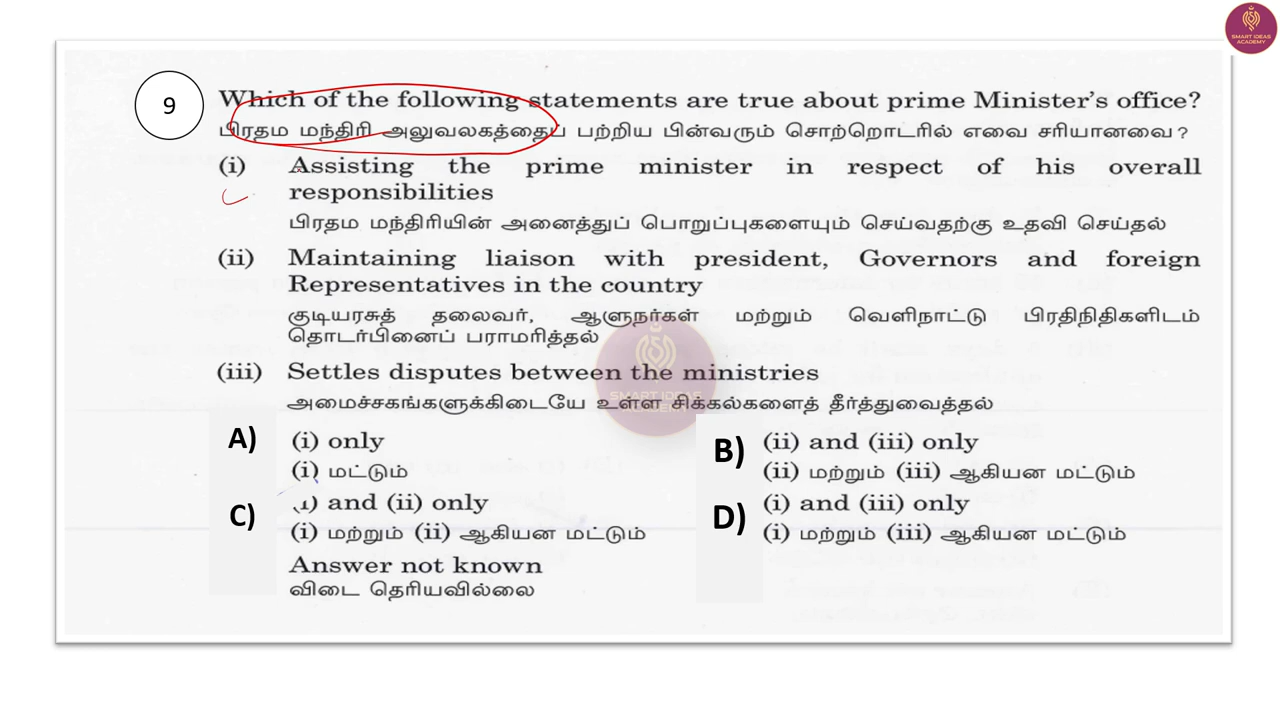 SMART IDEAS
ACADEMY
9
Which of the following statements are true about prime Minister's office?
பிரதம மந்திரி அலுவலகத்தைப் பற்றிய பின்வரும் சொற்றொடரில் எவை சரியானவை?
(i) Assisting the prime minister in respect of his overall
responsibilities
பிரதம மந்திரியின் அனைத்துப் பொறுப்புகளையும் செய்வதற்கு உதவி செய்தல்
(ii) Maintaining liaison with president, Governors and foreign
Representatives in the country
குடியரசுத் தலைவர், ஆளுநர்கள் மற்றும் வெளிநாட்டு பிரதிநிதிகளிடம்
தொடர்பினைப் பராமரித்தல்
(iii) Settles disputes between the ministries
அமைச்சகங்களுக்கிடையே உள்ள சிக்கல்களைத் தீர்த்துவைத்தல்
SMART IDEAS
ACADEMY
A) (i) only
(i) மட்டும்
B) (ii) and (iii) only
(ii) மற்றும் (iii) ஆகியன மட்டும்
C) (i) and (ii) only
(i) மற்றும் (ii) ஆகியன மட்டும்
D) (i) and (iii) only
(i) மற்றும் (iii) ஆகியன மட்டும்
Answer not known
விடை தெரியவில்லை